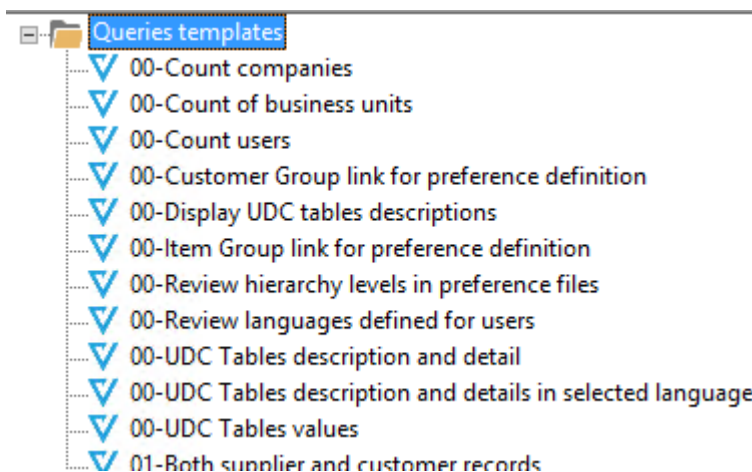 Queries templates
00-Count companies
00-Count of business units
00-Count users
00-Customer Group link for preference definition
00-Display UDC tables descriptions
00-Item Group link for preference definition
00-Review hierarchy levels in preference files
00-Review languages defined for users
00-UDC Tables description and detail
00-UDC Tables description and details in selected language
00-UDC Tables values
01-Both supplier and customer records